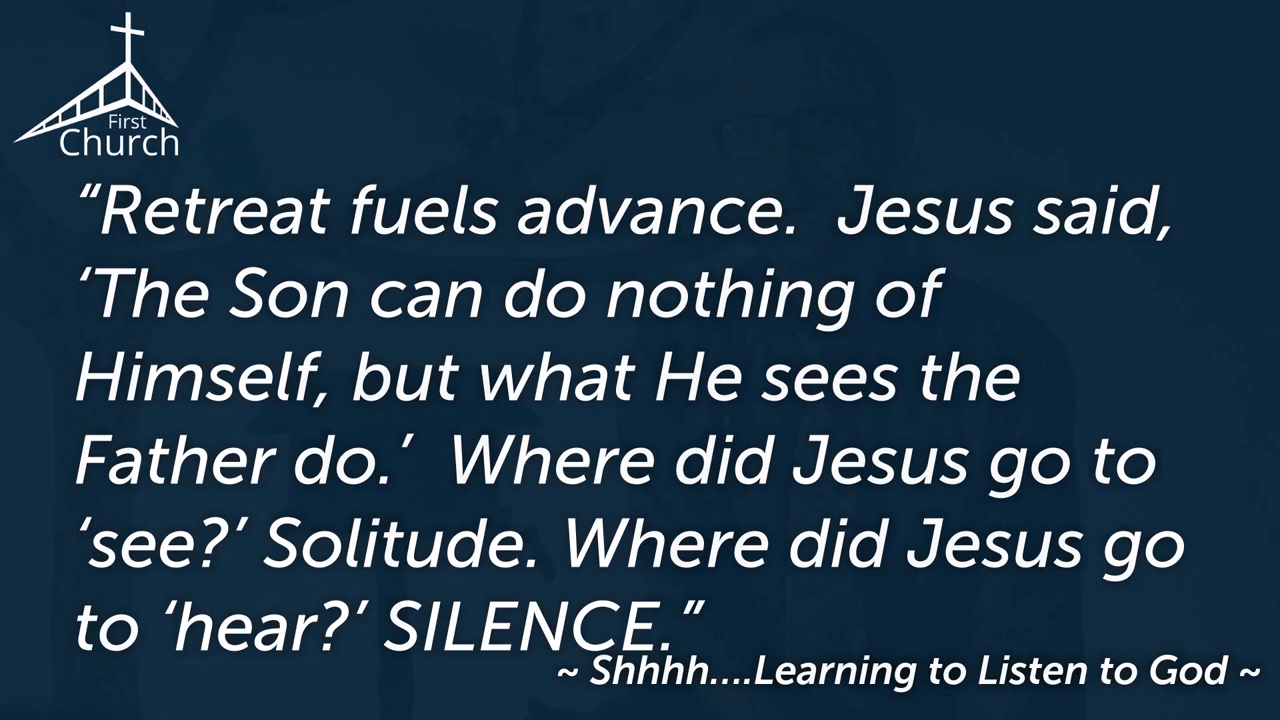 First
Church
“Retreat fuels advance.  Jesus said,
‘The Son can do nothing of
Himself, but what He sees the
Father do.’  Where did Jesus go to
‘see?’ Solitude. Where did Jesus go
to ‘hear?’ SILENCE.”
~ Shhhh....Learning to Listen to God ~